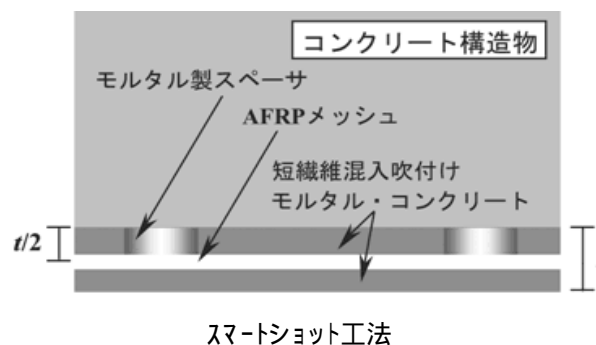 コンクリート構造物
モルタル製スペーサ
AFRPメッシュ
短繊維混入吹付け
モルタル・コンクリート
t/2
スマートショット工法